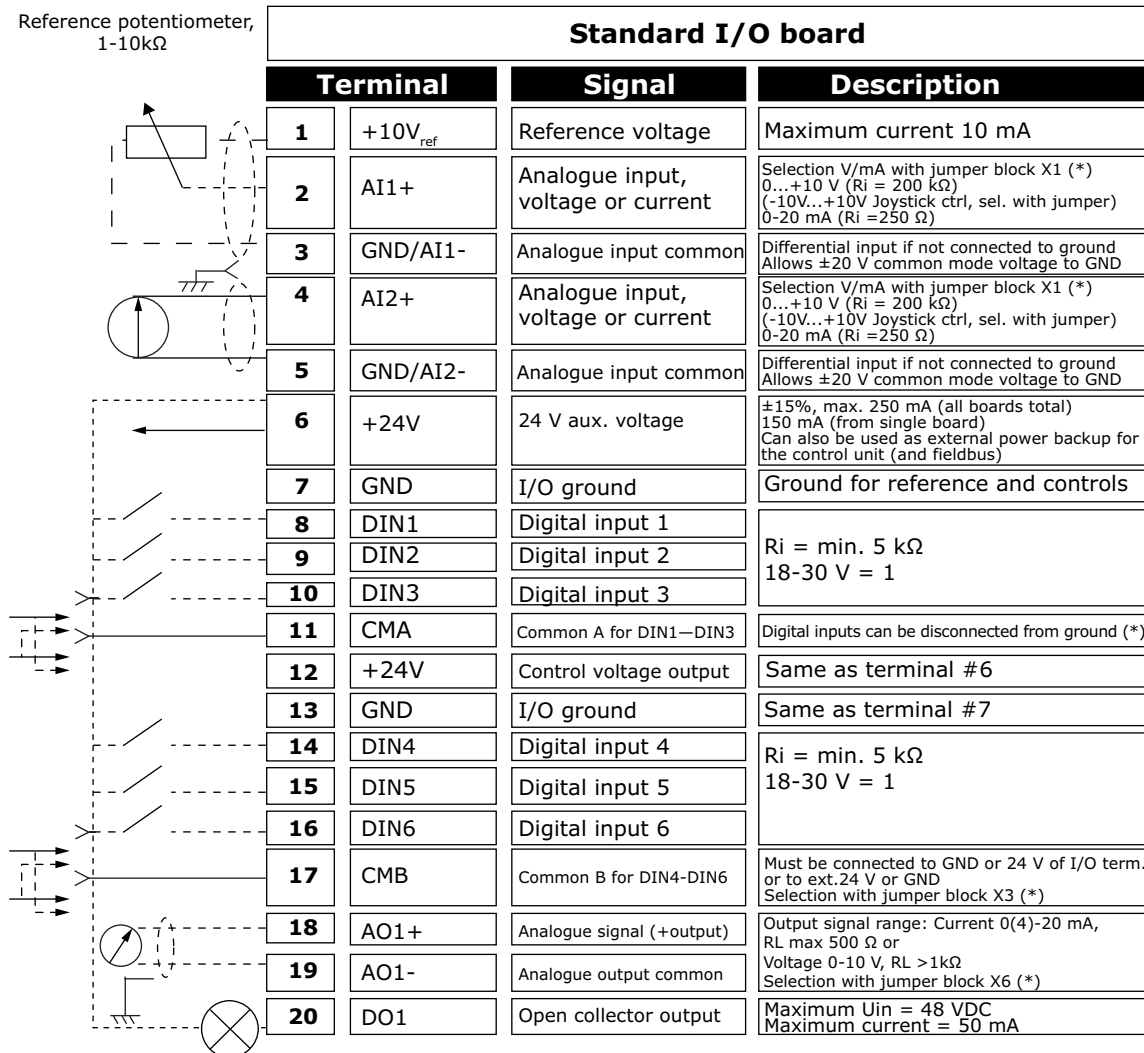 Reference potentiometer,
1-10kΩ
Standard I/O board
Terminal Signal Description
1 +10Vref Reference voltage Maximum current 10 mA
2 AI1+ Analogue input,
voltage or current
Selection V/mA with jumper block X1 (*)
0...+10 V (Ri = 200 kΩ)
(-10V...+10V Joystick ctrl, sel. with jumper)
0-20 mA (Ri =250 Ω)
3 GND/AI1- Analogue input common
Differential input if not connected to ground
Allows ±20 V common mode voltage to GND
4 AI2+ Analogue input,
voltage or current
Selection V/mA with jumper block X1 (*)
0...+10 V (Ri = 200 kΩ)
(-10V...+10V Joystick ctrl, sel. with jumper)
0-20 mA (Ri =250 Ω)
5 GND/AI2- Analogue input common
Differential input if not connected to ground
Allows ±20 V common mode voltage to GND
6 +24V 24 V aux. voltage
±15%, max. 250 mA (all boards total)
150 mA (from single board)
Can also be used as external power backup for
the control unit (and fieldbus)
7 GND I/O ground Ground for reference and controls
8 DIN1 Digital input 1
9 DIN2 Digital input 2
10 DIN3 Digital input 3
Ri = min. 5 kΩ
18-30 V = 1
11 CMA Common A for DIN1—DIN3 Digital inputs can be disconnected from ground (*)
12 +24V Control voltage output Same as terminal #6
13 GND I/O ground Same as terminal #7
14 DIN4 Digital input 4
15 DIN5 Digital input 5
16 DIN6 Digital input 6
Ri = min. 5 kΩ
18-30 V = 1
17 CMB Common B for DIN4-DIN6
Must be connected to GND or 24 V of I/O term.
or to ext.24 V or GND
Selection with jumper block X3 (*)
18 AO1+ Analogue signal (+output)
19 AO1- Analogue output common
Output signal range: Current 0(4)-20 mA,
RL max 500 Ω or
Voltage 0-10 V, RL >1kΩ
Selection with jumper block X6 (*)
20 DO1 Open collector output
Maximum Uin = 48 VDC
Maximum current = 50 mA